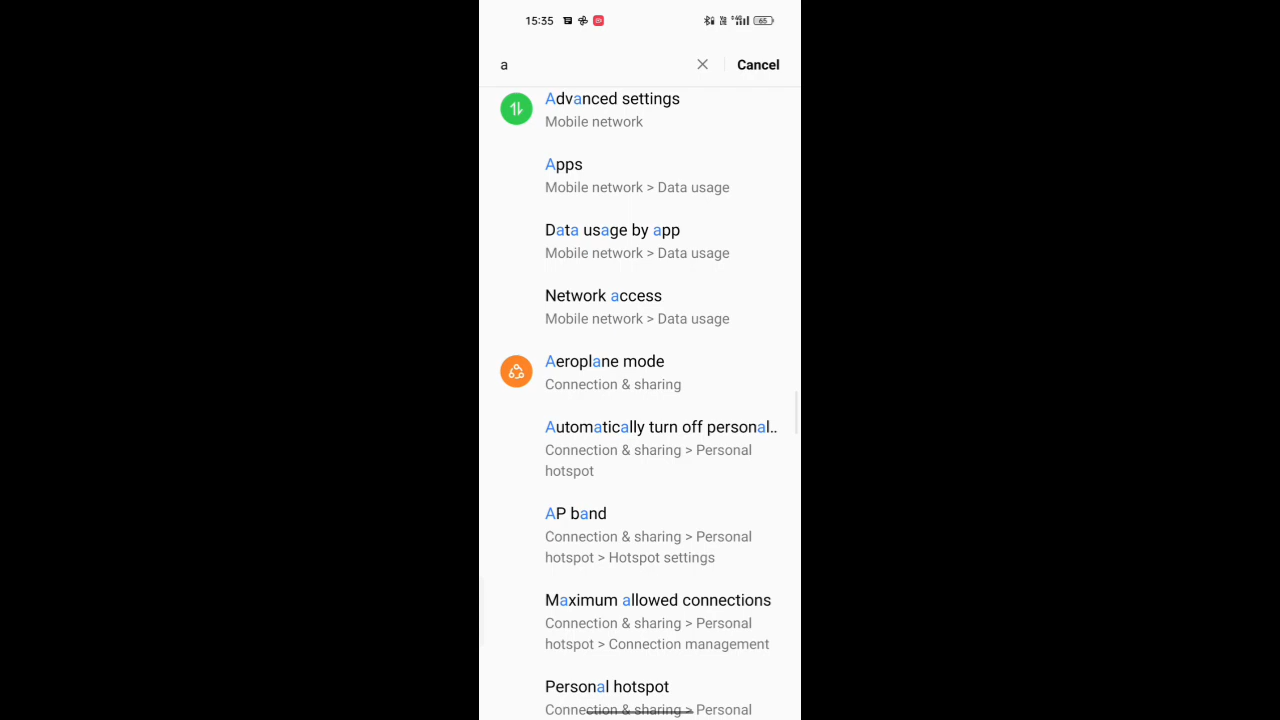 15:35
65
a
Cancel
Advanced settings
Mobile network
Apps
Mobile network > Data usage
Data usage by app
Mobile network > Data usage
Network access
Mobile network > Data usage
Aeroplane mode
Connection & sharing
Automatically turn off personal..
Connection & sharing > Personal
hotspot
AP band
Connection & sharing > Personal
hotspot > Hotspot settings
Maximum allowed connections
Connection & sharing > Personal
hotspot > Connection management
Personal hotspot
Connection & sharing > Personal